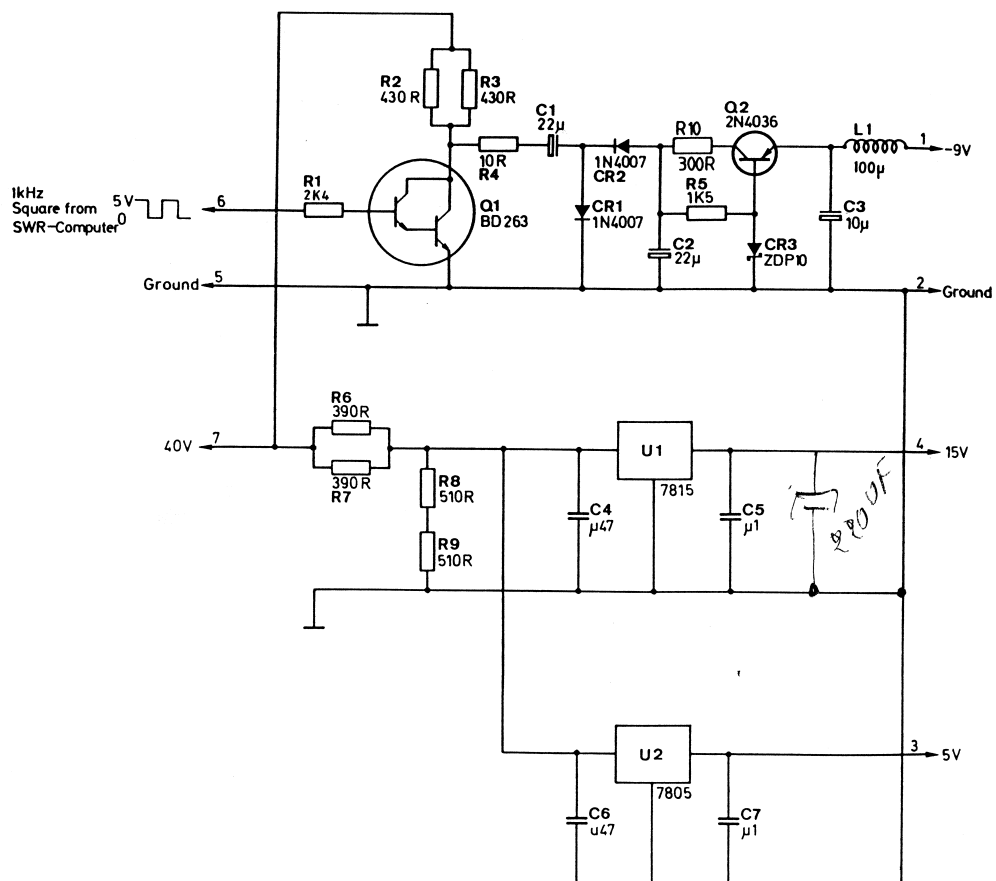 R2
430R
R3
430R
C1
22µ
10R
R4
1N4007
CR2
R10
300R
Q2
2N4036
L1
100µ
1
-9V
1kHz
Square from
SWR-Computer
5V
0
6
R1
2K4
Q1
BD263
CR1
1N4007
R5
1K5
C2
22µ
CR3
ZDP10
C3
10µ
Ground
5
2
Ground
R6
390R
40V
7
390R
R7
R8
510R
R9
510R
C4
µ47
U1
7815
C5
µ1
220UF
4
15V
U2
7805
C6
u47
C7
µ1
3
5V